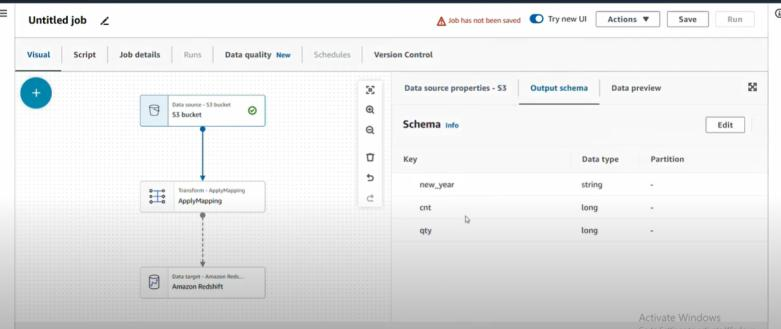 Untitled job
Job has not been saved
Try new UI
Actions ▼
Save
Run
Visual
Script
Job details
Runs
Data quality New
Schedules
Version Control
Data source - S3 bucket
S3 bucket
Transform - ApplyMapping
ApplyMapping
Data target - Amazon Reds...
Amazon Redshift
Data source properties - S3
Output schema
Data preview
Schema Info
Edit
Key Data type Partition
new_year string -
cnt long -
qty long -
Activate Windows